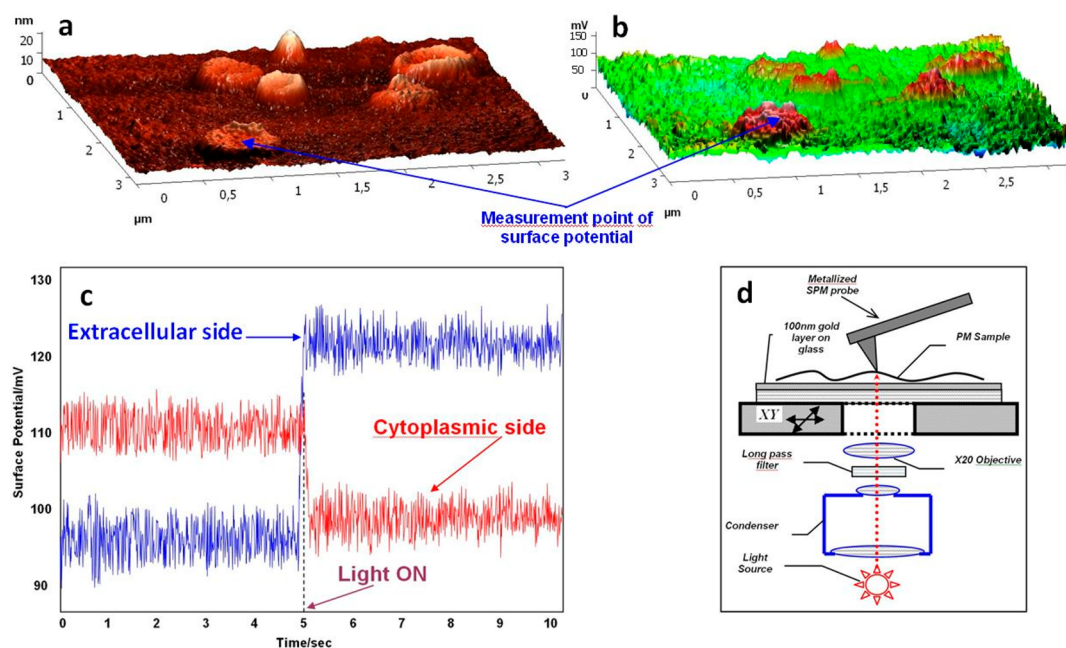 nm
a
20
10
0
1
2
3
0,5
1
1,5
2
2,5
3
µm
mV
b
150
100
50
0
1
2
3
0,5
1
1,5
2
2,5
3
µm
Measurement point of
surface potential
c
Surface Potential/mV
130
120
110
100
90
Extracellular side
Cytoplasmic side
Light ON
0
1
2
3
4
5
6
7
8
9
10
Time/sec
d
Metallized
SPM probe
100nm gold
layer on
glass
PM Sample
XY
Long pass
filter
X20 Objective
Condenser
Light
Source